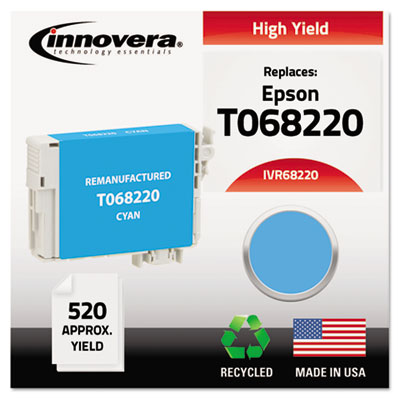 innovera
technology essentials
High Yield
Replaces:
Epson
T068220
IVR68220
T068220
REMANUFACTURED
T068220
CYAN
520
APPROX.
YIELD
RECYCLED
MADE IN USA